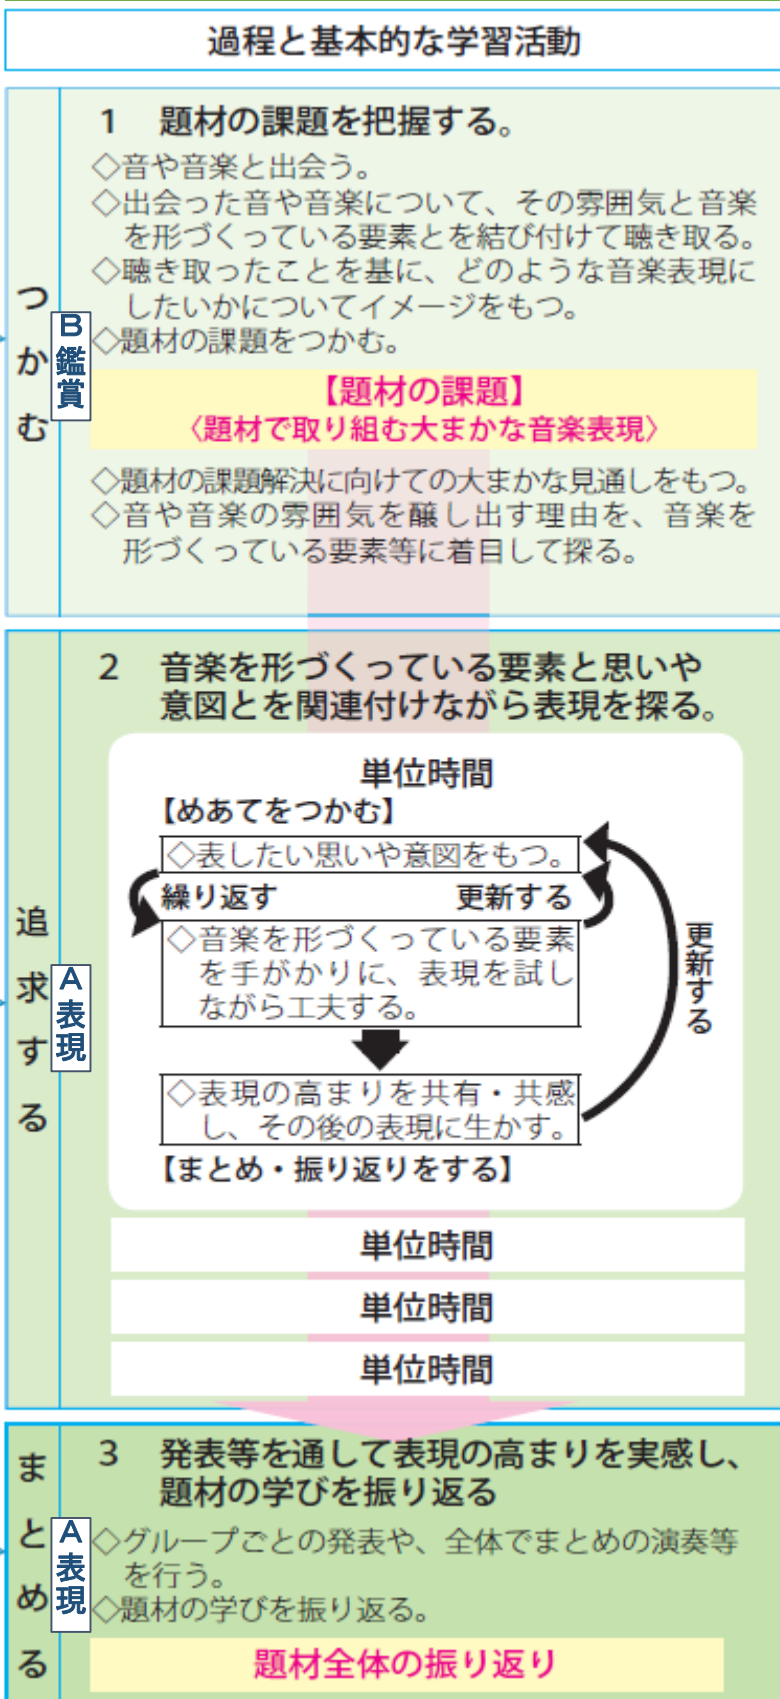 過程と基本的な学習活動
つかむ
B鑑賞
1 題材の課題を把握する。
◇音や音楽と出会う。
◇出会った音や音楽について、その雰囲気と音楽
を形づくっている要素とを結び付けて聴き取る。
◇聴き取ったことを基に、どのような音楽表現に
したいかについてイメージをもつ。
◇題材の課題をつかむ。
【題材の課題】
〈題材で取り組む大まかな音楽表現〉
◇題材の課題解決に向けての大まかな見通しをもつ。
◇音や音楽の雰囲気を醸し出す理由を、音楽を
形づくっている要素等に着目して探る。
追求する
A表現
2 音楽を形づくっている要素と思いや
意図とを関連付けながら表現を探る。
単位時間
【めあてをつかむ】
◇表したい思いや意図をもつ。
繰り返す 更新する
◇音楽を形づくっている要素
を手がかりに、表現を試し
ながら工夫する。
更新する
◇表現の高まりを共有・共感
し、その後の表現に生かす。
【まとめ・振り返りをする】
単位時間
単位時間
単位時間
まとめる
A表現
3 発表等を通して表現の高まりを実感し、
題材の学びを振り返る
◇グループごとの発表や、全体でまとめの演奏等
を行う。
◇題材の学びを振り返る。
題材全体の振り返り